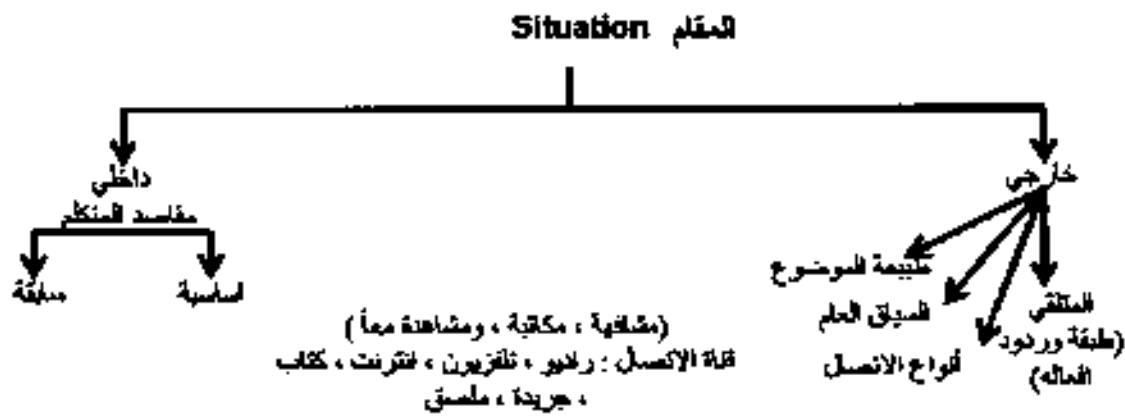 المقام Situation
خارجي
داخلي
مقاصد المتكلم
أساسية
سابقة
المتلقي
(طبقة وردود
افعاله)
أنواع الاتصال
السياق العام
طبيعة الموضوع
(مشافهة ، مكاتبة ، ومشاهدة معاً )
قناة الاتصال : راديو ، تلفزيون ، انترنت ، كتاب
، جريدة ، ملصق